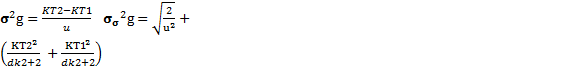 σ²g = (KT2−KT1)/u   σσ²g = √(2/u²) +
(KT2²/dk2+2 + KT1²/dk2+2)